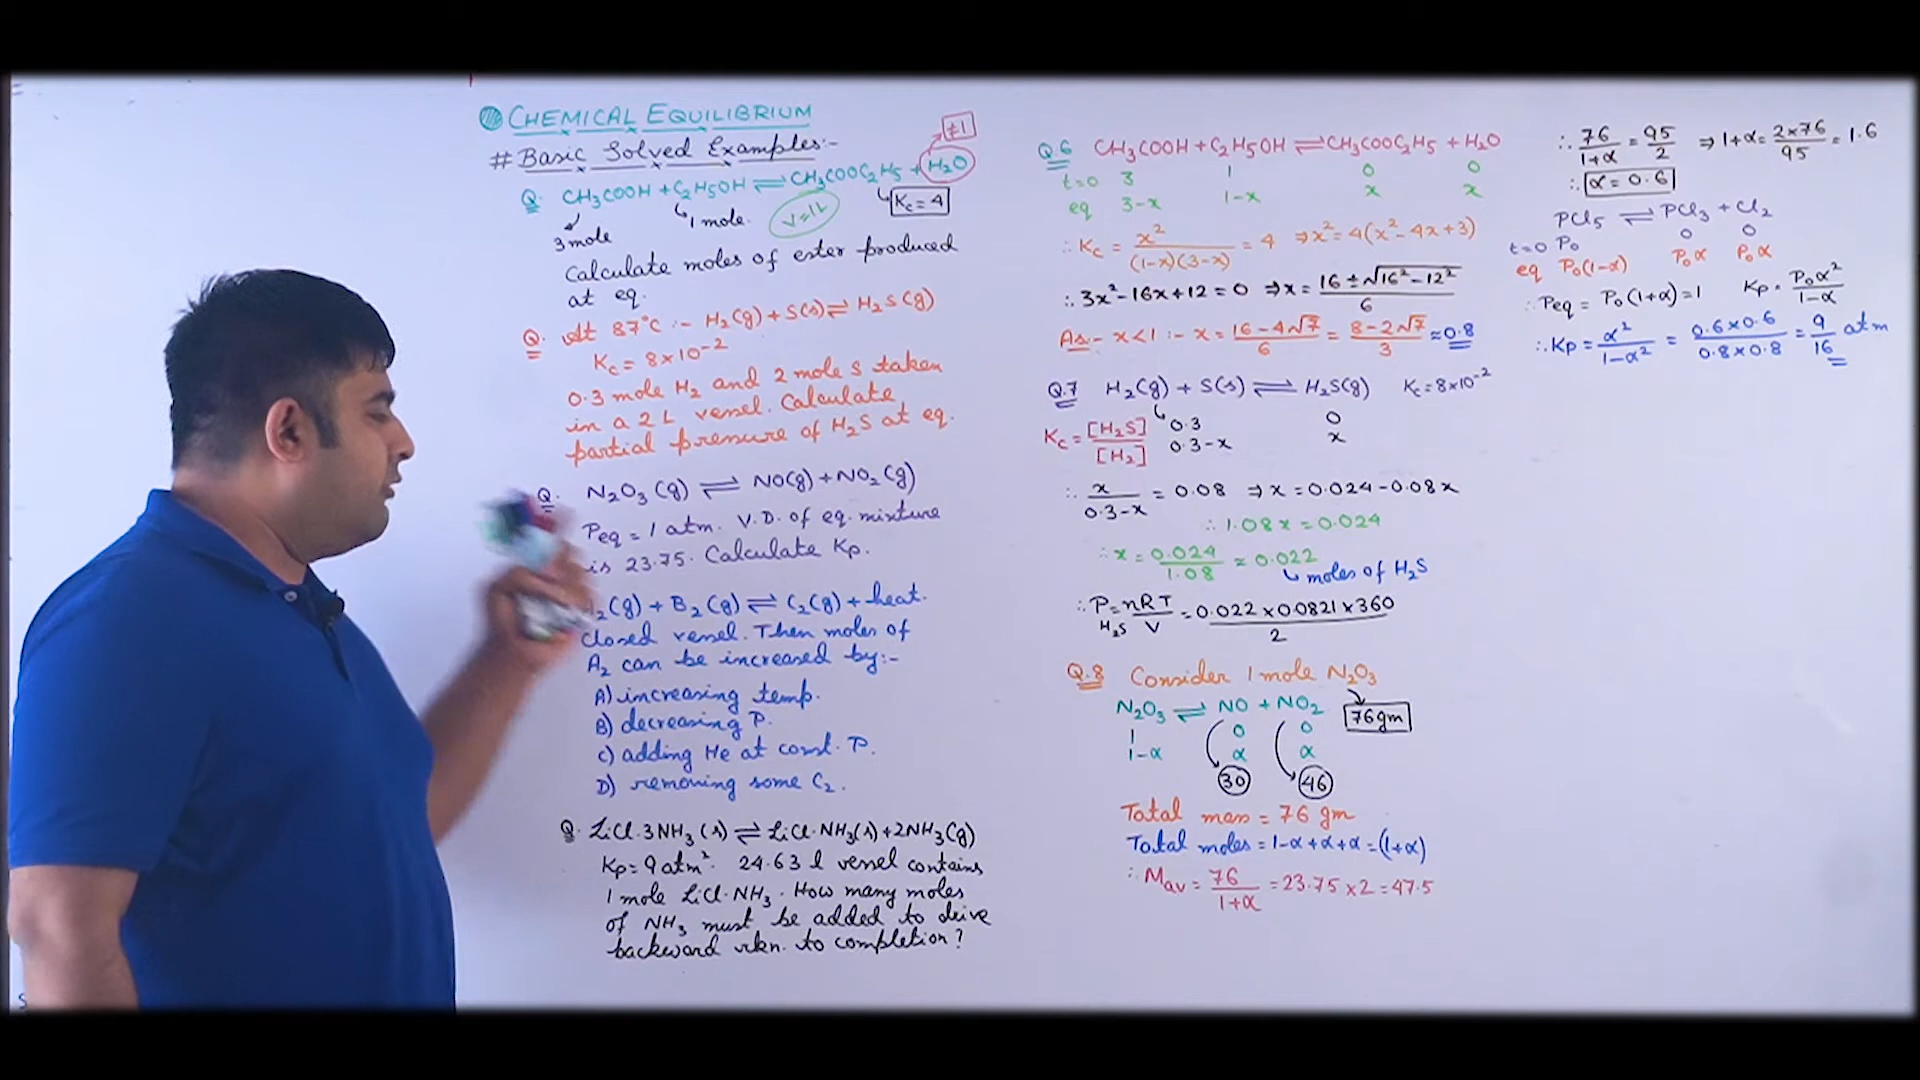 CHEMICAL EQUILIBRIUM
# Basic Solved Examples:-
≠1
Q. CH₃COOH + C₂H₅OH ⇌ CH₃COOC₂H₅ + H₂O
3 mole
1 mole.
V=1L
Kc = 4
Calculate moles of ester produced
at eq.
Q. At 87°C :- H₂(g) + S(s) ⇌ H₂S(g)
Kc = 8×10⁻²
0.3 mole H₂ and 2 mole S taken
in a 2 L vessel. Calculate
partial pressure of H₂S at eq.
Q. N₂O₃(g) ⇌ NO(g) + NO₂(g)
Peq = 1 atm. V.D. of eq. mixture
is 23.75. Calculate Kp.
₂(g) + B₂(g) ⇌ C₂(g) + heat.
closed vessel. Then moles of
A₂ can be increased by:-
A) increasing temp.
B) decreasing P.
C) adding He at const. P.
D) removing some C₂.
Q. LiCl.3NH₃(s) ⇌ LiCl.NH₃(s) + 2NH₃(g)
Kp = 9 atm². 24.63 l vessel contains
1 mole LiCl.NH₃. How many moles
of NH₃ must be added to drive
backward rkn. to completion?
Q.6 CH₃COOH + C₂H₅OH ⇌ CH₃COOC₂H₅ + H₂O
t=0 3 1 0 0
eq 3-x 1-x x x
∴ Kc = x²/((1-x)(3-x)) = 4 ⇒ x² = 4(x²-4x+3)
∴ 3x²-16x+12 = 0 ⇒ x = (16 ± √(16²-12²))/6
As:- x<1 :- x = (16-4√7)/6 = (8-2√7)/3 ≈ 0.8
Q.7 H₂(g) + S(s) ⇌ H₂S(g) Kc = 8×10⁻²
0.3 0
0.3-x x
Kc = [H₂S]/[H₂]
∴ x/(0.3-x) = 0.08 ⇒ x = 0.024-0.08x
∴ 1.08x = 0.024
∴ x = 0.024/1.08 ≈ 0.022
moles of H₂S
∴ P_H₂S = nRT/V = (0.022×0.0821×360)/2
Q.8 Consider 1 mole N₂O₃
76gm
N₂O₃ ⇌ NO + NO₂
1 0 0
1-α α α
30 46
Total mass = 76 gm
Total moles = 1-α+α+α = (1+α)
∴ Mav = 76/(1+α) = 23.75×2 = 47.5
∴ 76/(1+α) = 95/2 ⇒ 1+α = (2×76)/95 = 1.6
∴ α = 0.6
PCl₅ ⇌ PCl₃ + Cl₂
t=0 P₀ 0 0
eq P₀(1-α) P₀α P₀α
∴ Peq = P₀(1+α) = 1 Kp = P₀α²/(1-α)
∴ Kp = α²/(1-α²) = (0.6×0.6)/(0.8×0.8) = 9/16 atm